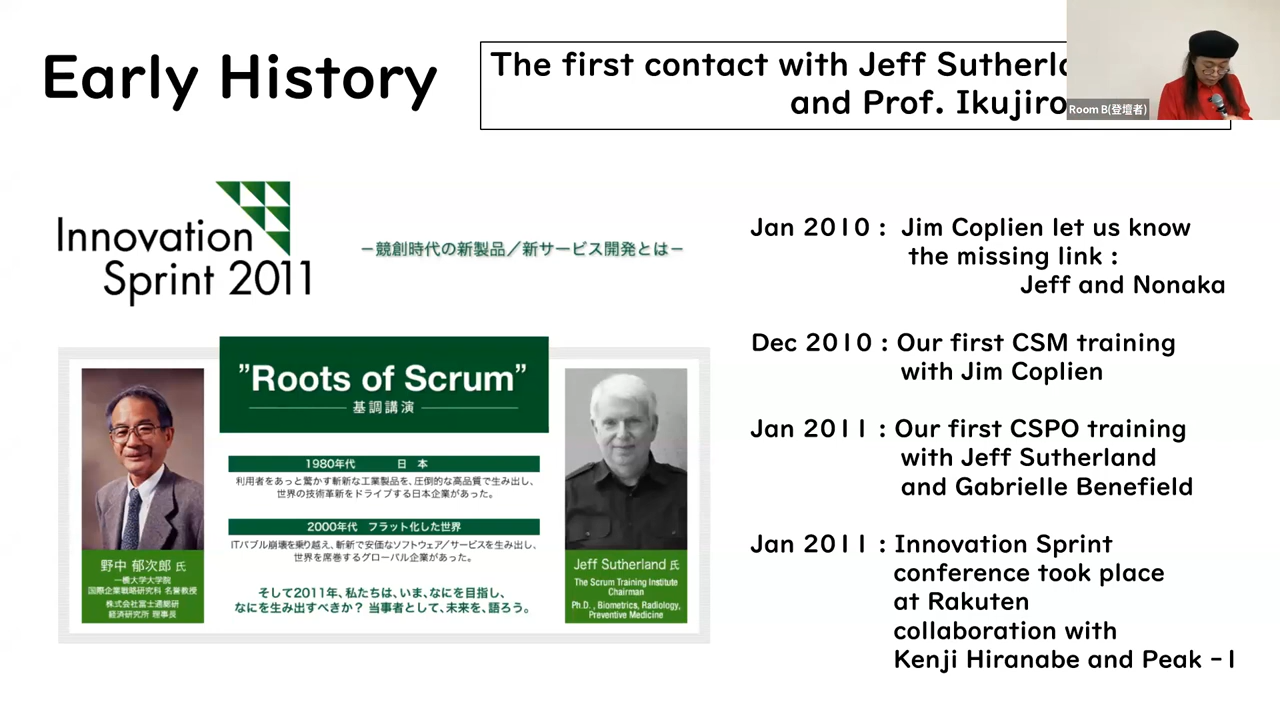 Early History
The first contact with Jeff Sutherl
and Prof. Ikujiro
Room B(登壇者)
Innovation
Sprint 2011
－競創時代の新製品／新サービス開発とは－
"Roots of Scrum"
基調講演
1980年代 日 本
利用者をあっと驚かす斬新な工業製品を、圧倒的な高品質で生み出し、
世界の技術革新をドライブする日本企業があった。
2000年代 フラット化した世界
ITバブル崩壊を乗り越え、斬新で安価なソフトウェア／サービスを生み出し、
世界を席巻するグローバル企業があった。
そして2011年、私たちは、いま、なにを目指し、
なにを生み出すべきか？ 当事者として、未来を、語ろう。
野中 郁次郎 氏
一橋大学大学院
国際企業戦略研究科 名誉教授
株式会社富士通総研
経済研究所 理事長
Jeff Sutherland 氏
The Scrum Training Institute
Chairman
Ph.D. , Biometrics, Radiology,
Preventive Medicine
Jan 2010 : Jim Coplien let us know
the missing link :
Jeff and Nonaka
Dec 2010 : Our first CSM training
with Jim Coplien
Jan 2011 : Our first CSPO training
with Jeff Sutherland
and Gabrielle Benefield
Jan 2011 : Innovation Sprint
conference took place
at Rakuten
collaboration with
Kenji Hiranabe and Peak -1